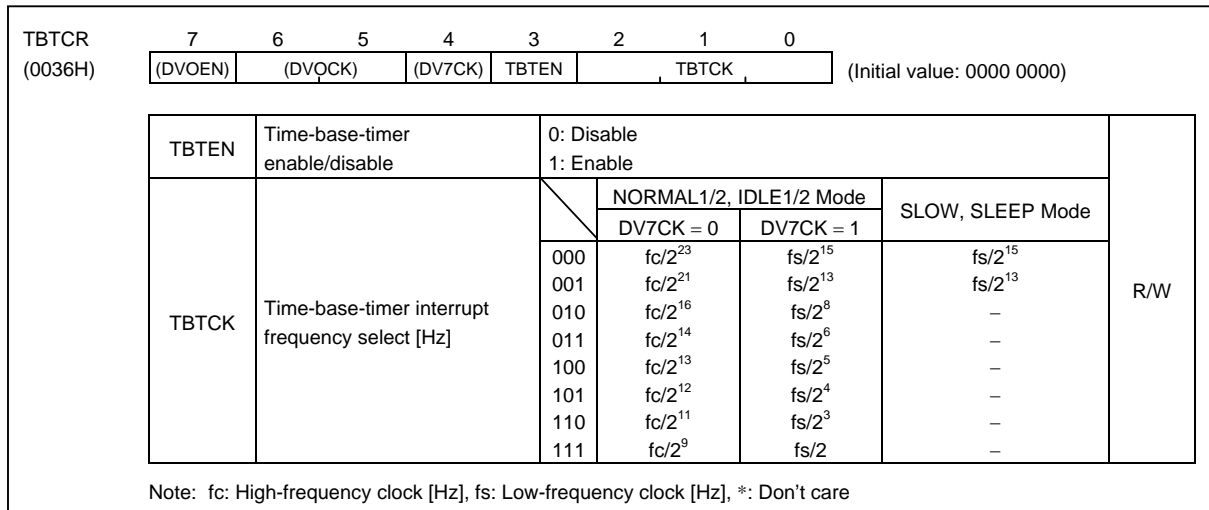 TBTCR 7 6 5 4 3 2 1 0
(0036H) (DVOEN) (DVOCK) (DV7CK) TBTEN TBTCK (Initial value: 0000 0000)
TBTEN Time-base-timer enable/disable 0: Disable 1: Enable R/W
TBTCK Time-base-timer interrupt frequency select [Hz]
NORMAL1/2, IDLE1/2 Mode SLOW, SLEEP Mode
DV7CK = 0 DV7CK = 1
000 fc/2^23 fs/2^15 fs/2^15
001 fc/2^21 fs/2^13 fs/2^13
010 fc/2^16 fs/2^8 –
011 fc/2^14 fs/2^6 –
100 fc/2^13 fs/2^5 –
101 fc/2^12 fs/2^4 –
110 fc/2^11 fs/2^3 –
111 fc/2^9 fs/2 –
Note: fc: High-frequency clock [Hz], fs: Low-frequency clock [Hz], *: Don't care